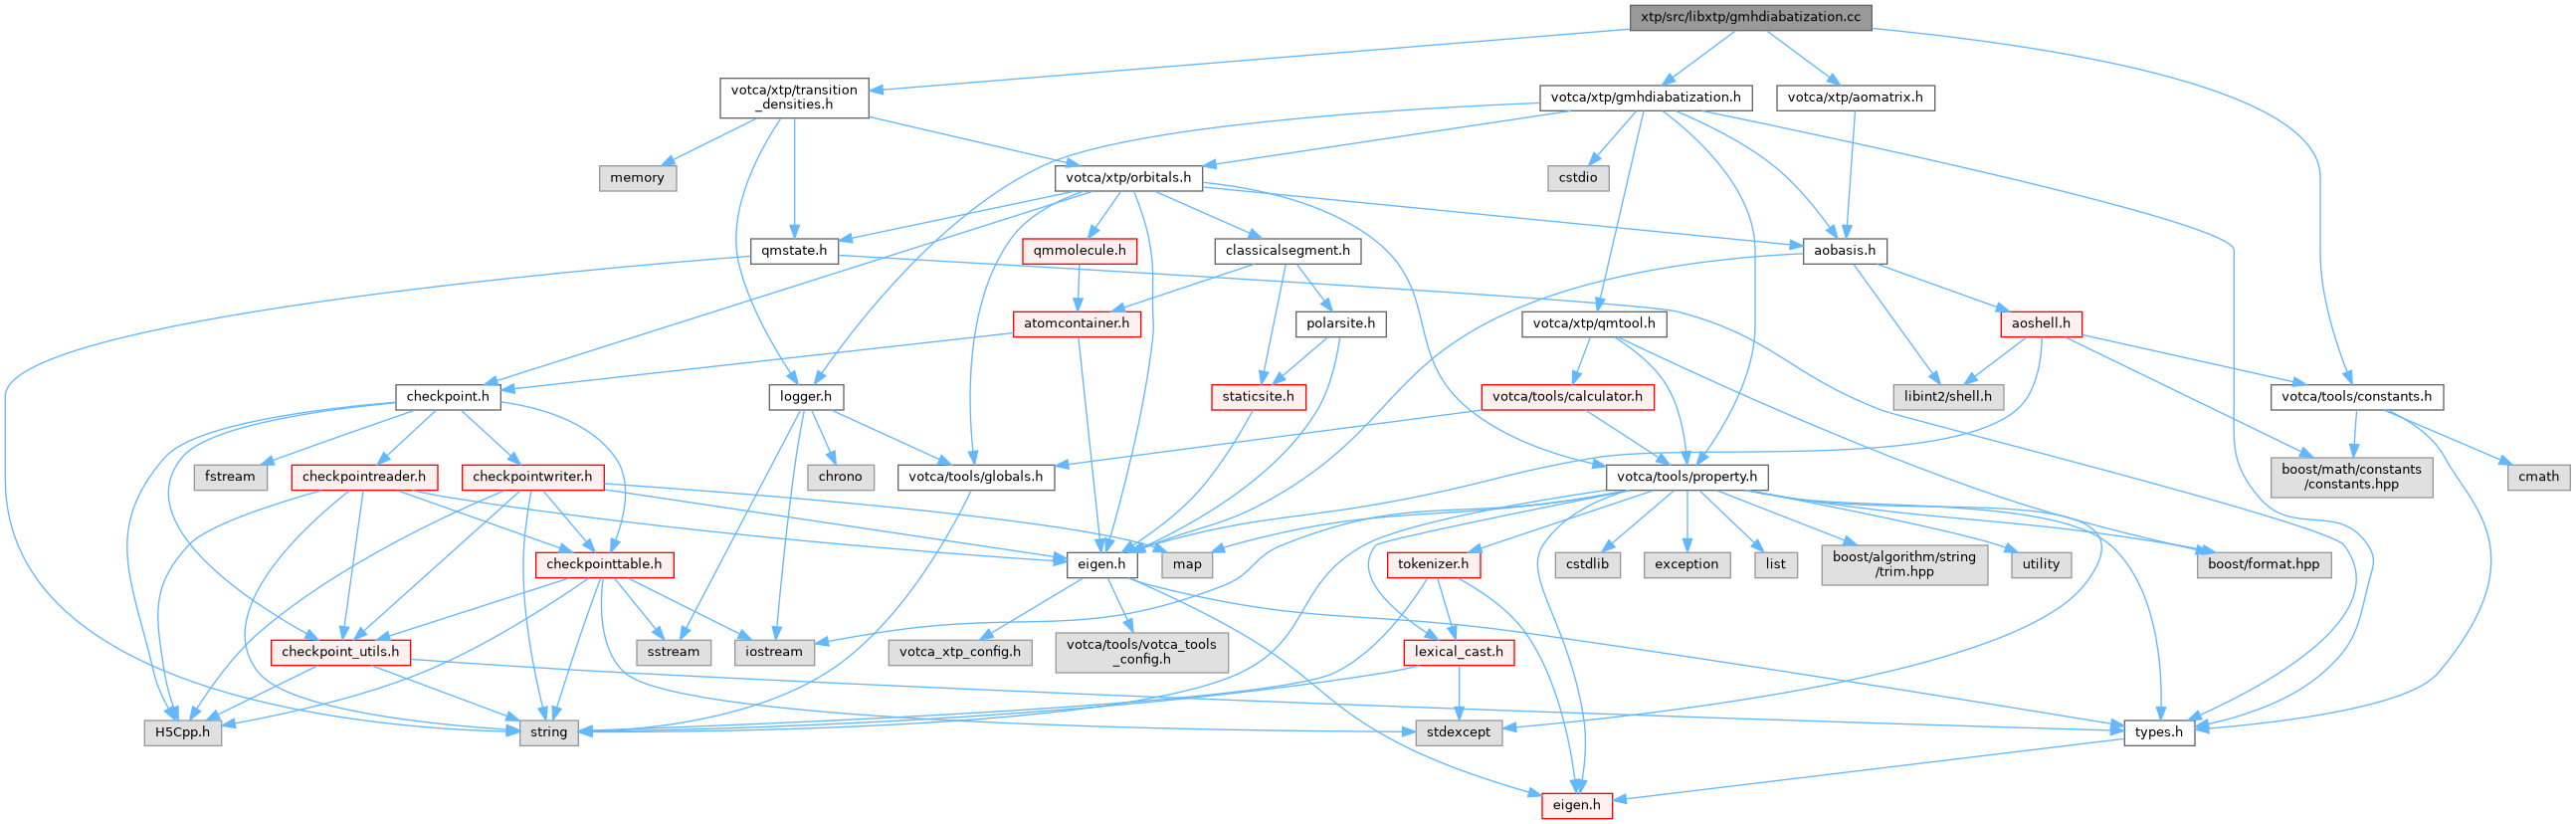 xtp/src/libxtp/gmhdiabatization.cc
votca/xtp/transition
_densities.h
votca/xtp/gmhdiabatization.h
votca/xtp/aomatrix.h
memory
votca/xtp/orbitals.h
cstdio
qmstate.h
qmmolecule.h
classicalsegment.h
aobasis.h
atomcontainer.h
polarsite.h
votca/xtp/qmtool.h
aoshell.h
checkpoint.h
logger.h
staticsite.h
votca/tools/calculator.h
libint2/shell.h
votca/tools/constants.h
fstream
checkpointreader.h
checkpointwriter.h
chrono
votca/tools/globals.h
votca/tools/property.h
boost/math/constants
/constants.hpp
cmath
checkpointtable.h
eigen.h
map
tokenizer.h
cstdlib
exception
list
boost/algorithm/string
/trim.hpp
utility
boost/format.hpp
checkpoint_utils.h
sstream
iostream
votca_xtp_config.h
votca/tools/votca_tools
_config.h
lexical_cast.h
H5Cpp.h
string
stdexcept
types.h
eigen.h